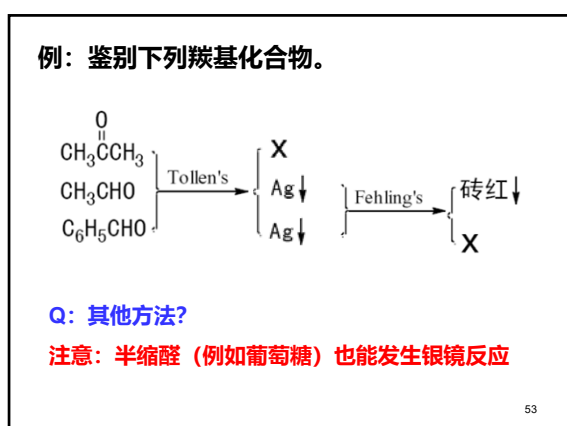 例：鉴别下列羰基化合物。
O
CH₃CCH₃
X
CH₃CHO
Tollen's
Ag↓
Fehling's
砖红↓
C₆H₅CHO
Ag↓
X
Q：其他方法？
注意：半缩醛（例如葡萄糖）也能发生银镜反应
53